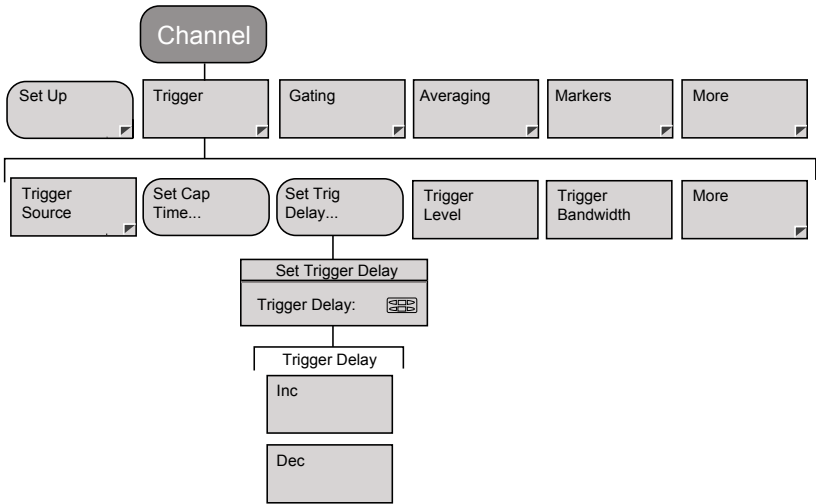 Channel
Set Up
Trigger
Gating
Averaging
Markers
More
Trigger
Source
Set Cap
Time...
Set Trig
Delay...
Trigger
Level
Trigger
Bandwidth
More
Set Trigger Delay
Trigger Delay:
Trigger Delay
Inc
Dec